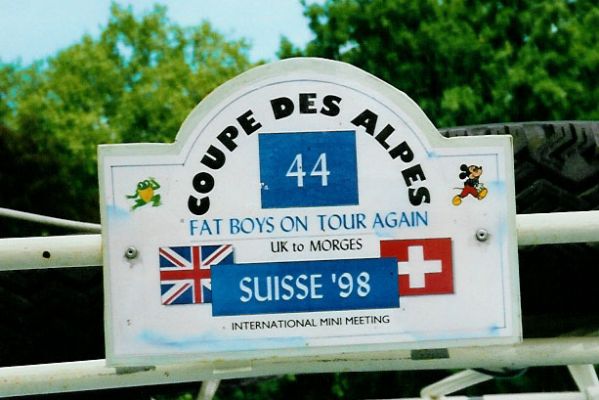 COUPE DES ALPES
44
FAT BOYS ON TOUR AGAIN
UK to MORGES
SUISSE '98
INTERNATIONAL MINI MEETING